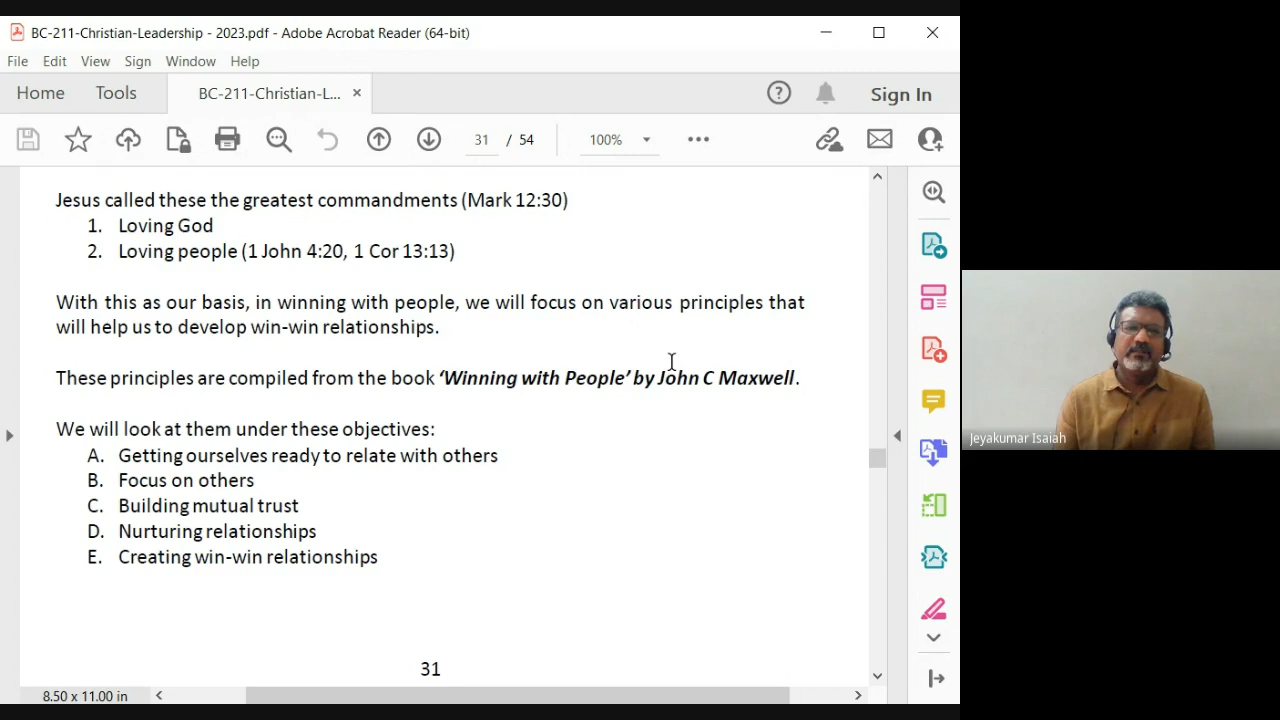 BC-211-Christian-Leadership - 2023.pdf - Adobe Acrobat Reader (64-bit)
File Edit View Sign Window Help
Home Tools BC-211-Christian-L... × Sign In
31 / 54 100%
Jesus called these the greatest commandments (Mark 12:30)
1. Loving God
2. Loving people (1 John 4:20, 1 Cor 13:13)
With this as our basis, in winning with people, we will focus on various principles that
will help us to develop win-win relationships.
These principles are compiled from the book ‘Winning with People’ by John C Maxwell.
We will look at them under these objectives:
A. Getting ourselves ready to relate with others
B. Focus on others
C. Building mutual trust
D. Nurturing relationships
E. Creating win-win relationships
31
8.50 x 11.00 in
Jeyakumar Isaiah